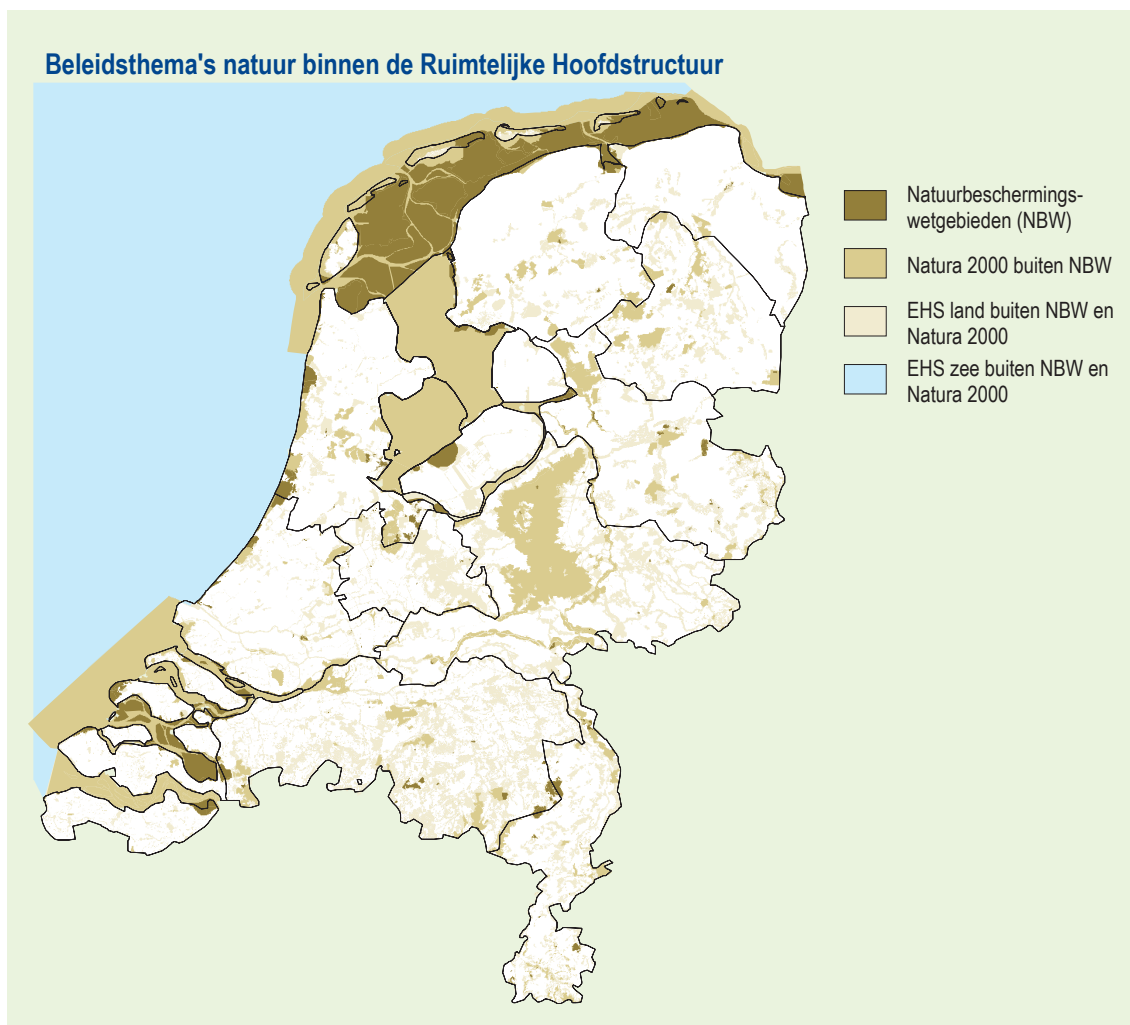 Beleidsthema's natuur binnen de Ruimtelijke Hoofdstructuur
Natuurbeschermings-
wetgebieden (NBW)
Natura 2000 buiten NBW
EHS land buiten NBW en
Natura 2000
EHS zee buiten NBW en
Natura 2000